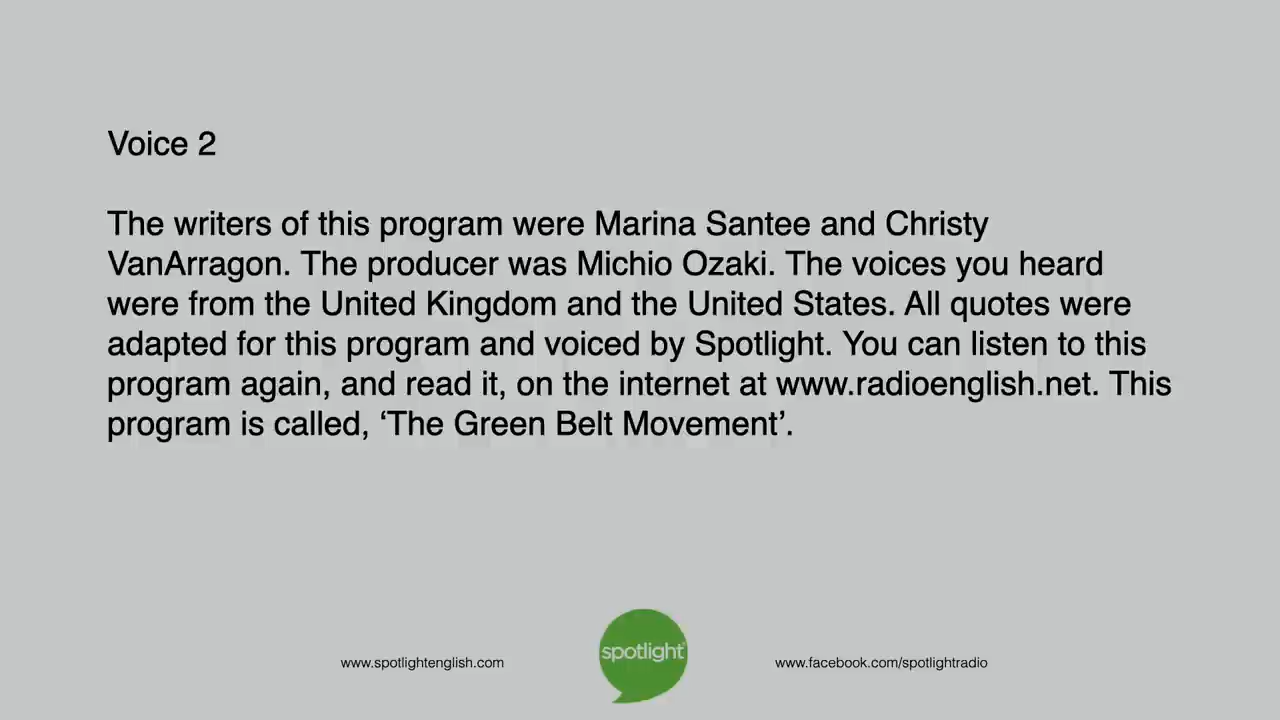 Voice 2
The writers of this program were Marina Santee and Christy
VanArragon. The producer was Michio Ozaki. The voices you heard
were from the United Kingdom and the United States. All quotes were
adapted for this program and voiced by Spotlight. You can listen to this
program again, and read it, on the internet at www.radioenglish.net. This
program is called, ‘The Green Belt Movement’.
www.spotlightenglish.com
spotlight
www.facebook.com/spotlightradio